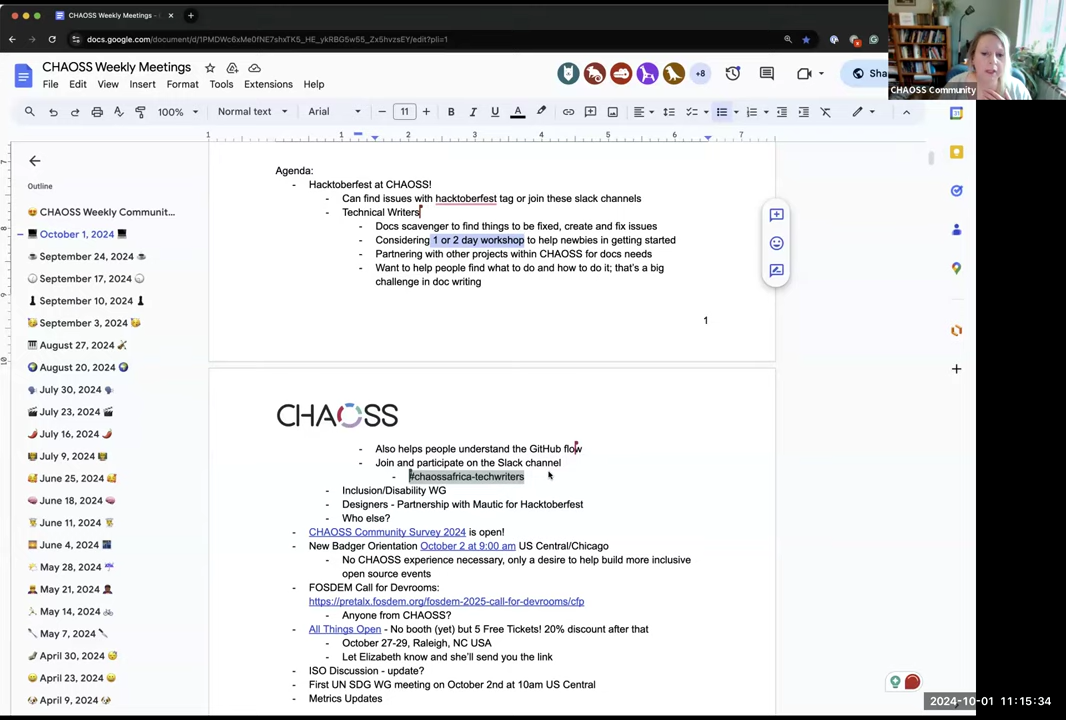 CHAOSS Weekly Meetings -
docs.google.com/document/d/1PMDWc6xMe0fNE7shxTK5_HE_ykRBG5w55_Zx5hvzsEY/edit?pli=1
CHAOSS Weekly Meetings
File Edit View Insert Format Tools Extensions Help
+8
Sha
CHAOSS Community
100% Normal text Arial 11
1 1 2 3 4 5 6 7
Outline
CHAOSS Weekly Communit...
October 1, 2024
September 24, 2024
September 17, 2024
September 10, 2024
September 3, 2024
August 27, 2024
August 20, 2024
July 30, 2024
July 23, 2024
July 16, 2024
July 9, 2024
June 25, 2024
June 18, 2024
June 11, 2024
June 4, 2024
May 28, 2024
May 21, 2024
May 14, 2024
May 7, 2024
April 30, 2024
April 23, 2024
April 9, 2024
Agenda:
- Hacktoberfest at CHAOSS!
- Can find issues with hacktoberfest tag or join these slack channels
- Technical Writers
- Docs scavenger to find things to be fixed, create and fix issues
- Considering 1 or 2 day workshop to help newbies in getting started
- Partnering with other projects within CHAOSS for docs needs
- Want to help people find what to do and how to do it; that's a big
challenge in doc writing
1
CHAOSS
- Also helps people understand the GitHub flow
- Join and participate on the Slack channel
- #chaossafrica-techwriters
- Inclusion/Disability WG
- Designers - Partnership with Mautic for Hacktoberfest
- Who else?
- CHAOSS Community Survey 2024 is open!
- New Badger Orientation October 2 at 9:00 am US Central/Chicago
- No CHAOSS experience necessary, only a desire to help build more inclusive
open source events
- FOSDEM Call for Devrooms:
https://pretalx.fosdem.org/fosdem-2025-call-for-devrooms/cfp
- Anyone from CHAOSS?
- All Things Open - No booth (yet) but 5 Free Tickets! 20% discount after that
- October 27-29, Raleigh, NC USA
- Let Elizabeth know and she'll send you the link
- ISO Discussion - update?
- First UN SDG WG meeting on October 2nd at 10am US Central
- Metrics Updates
2024-10-01 11:15:34